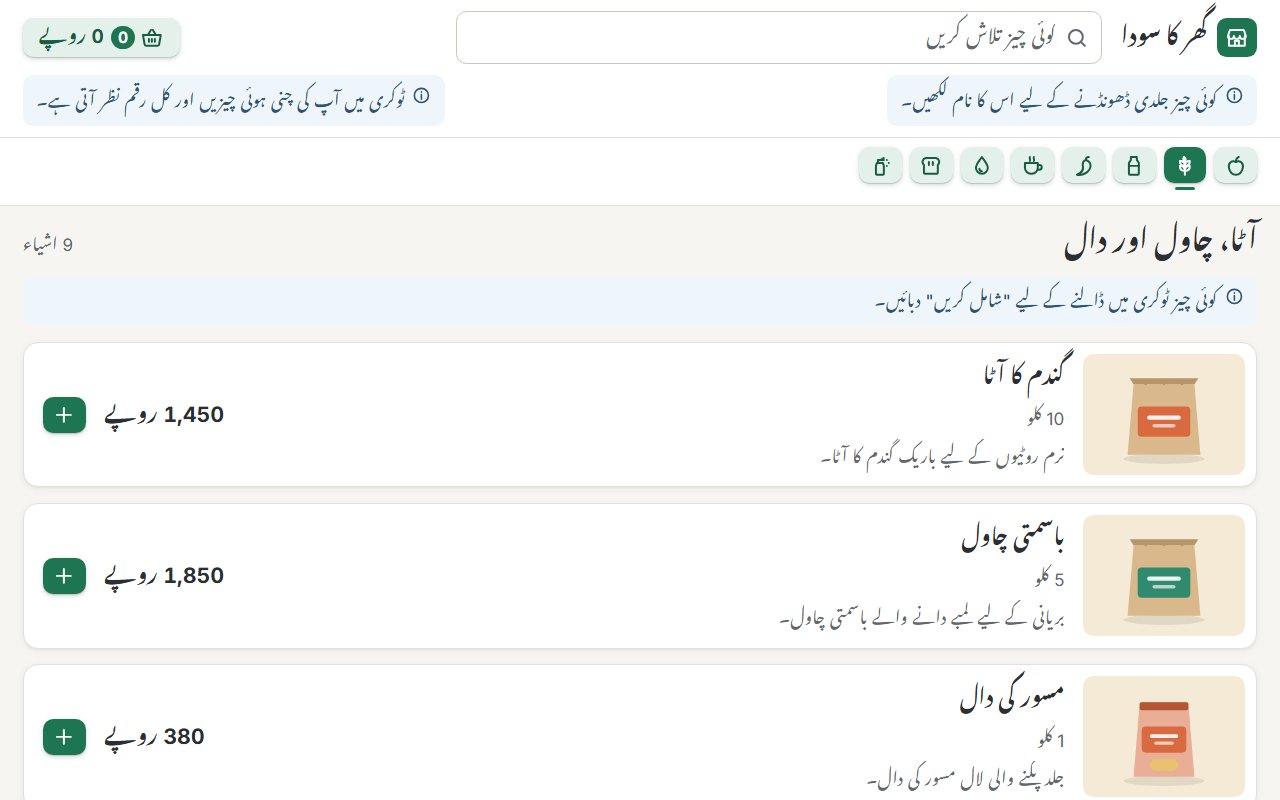 گھر کا سودا
کوئی چیز تلاش کریں
0 0 روپے
کوئی چیز جلدی ڈھونڈنے کے لیے اس کا نام لکھیں۔
ٹوکری میں آپ کی چنی ہوئی چیزیں اور کل رقم نظر آتی ہے۔
آٹا، چاول اور دال
9 اشیاء
کوئی چیز ٹوکری میں ڈالنے کے لیے "شامل کریں" دبائیں۔
گندم کا آٹا
10 کلو
نرم روٹیوں کے لیے باریک گندم کا آٹا۔
1,450 روپے
باسمتی چاول
5 کلو
بریانی کے لیے لمبے دانے والے باسمتی چاول۔
1,850 روپے
مسور کی دال
1 کلو
جلد پکنے والی لال مسور کی دال۔
380 روپے